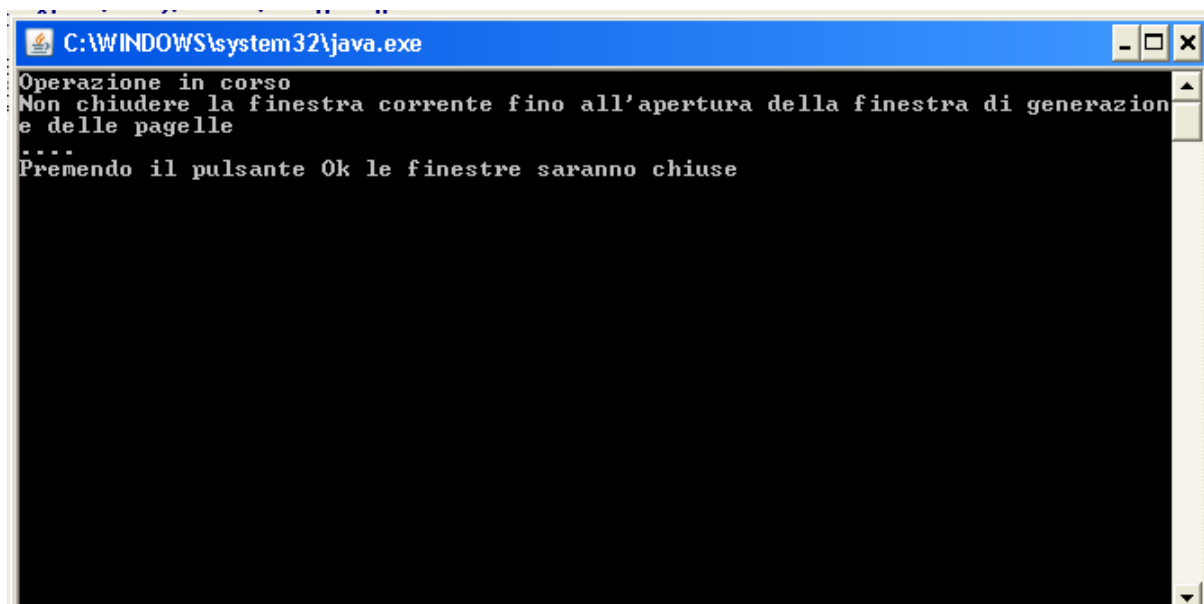 C:\WINDOWS\system32\java.exe
Operazione in corso
Non chiudere la finestra corrente fino all'apertura della finestra di generazion
e delle pagelle
....
Premendo il pulsante Ok le finestre saranno chiuse